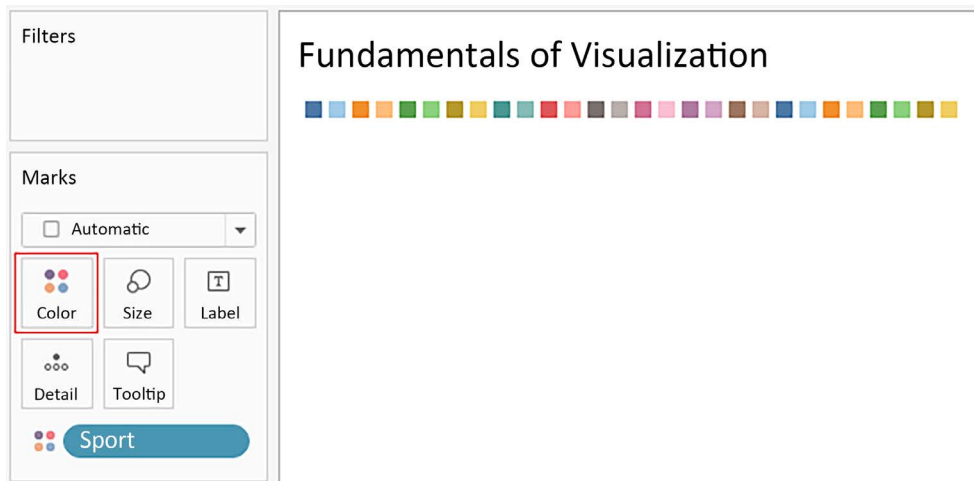 Filters
Fundamentals of Visualization
Marks
Automatic
Color
Size
T
Label
Detail
Tooltip
Sport